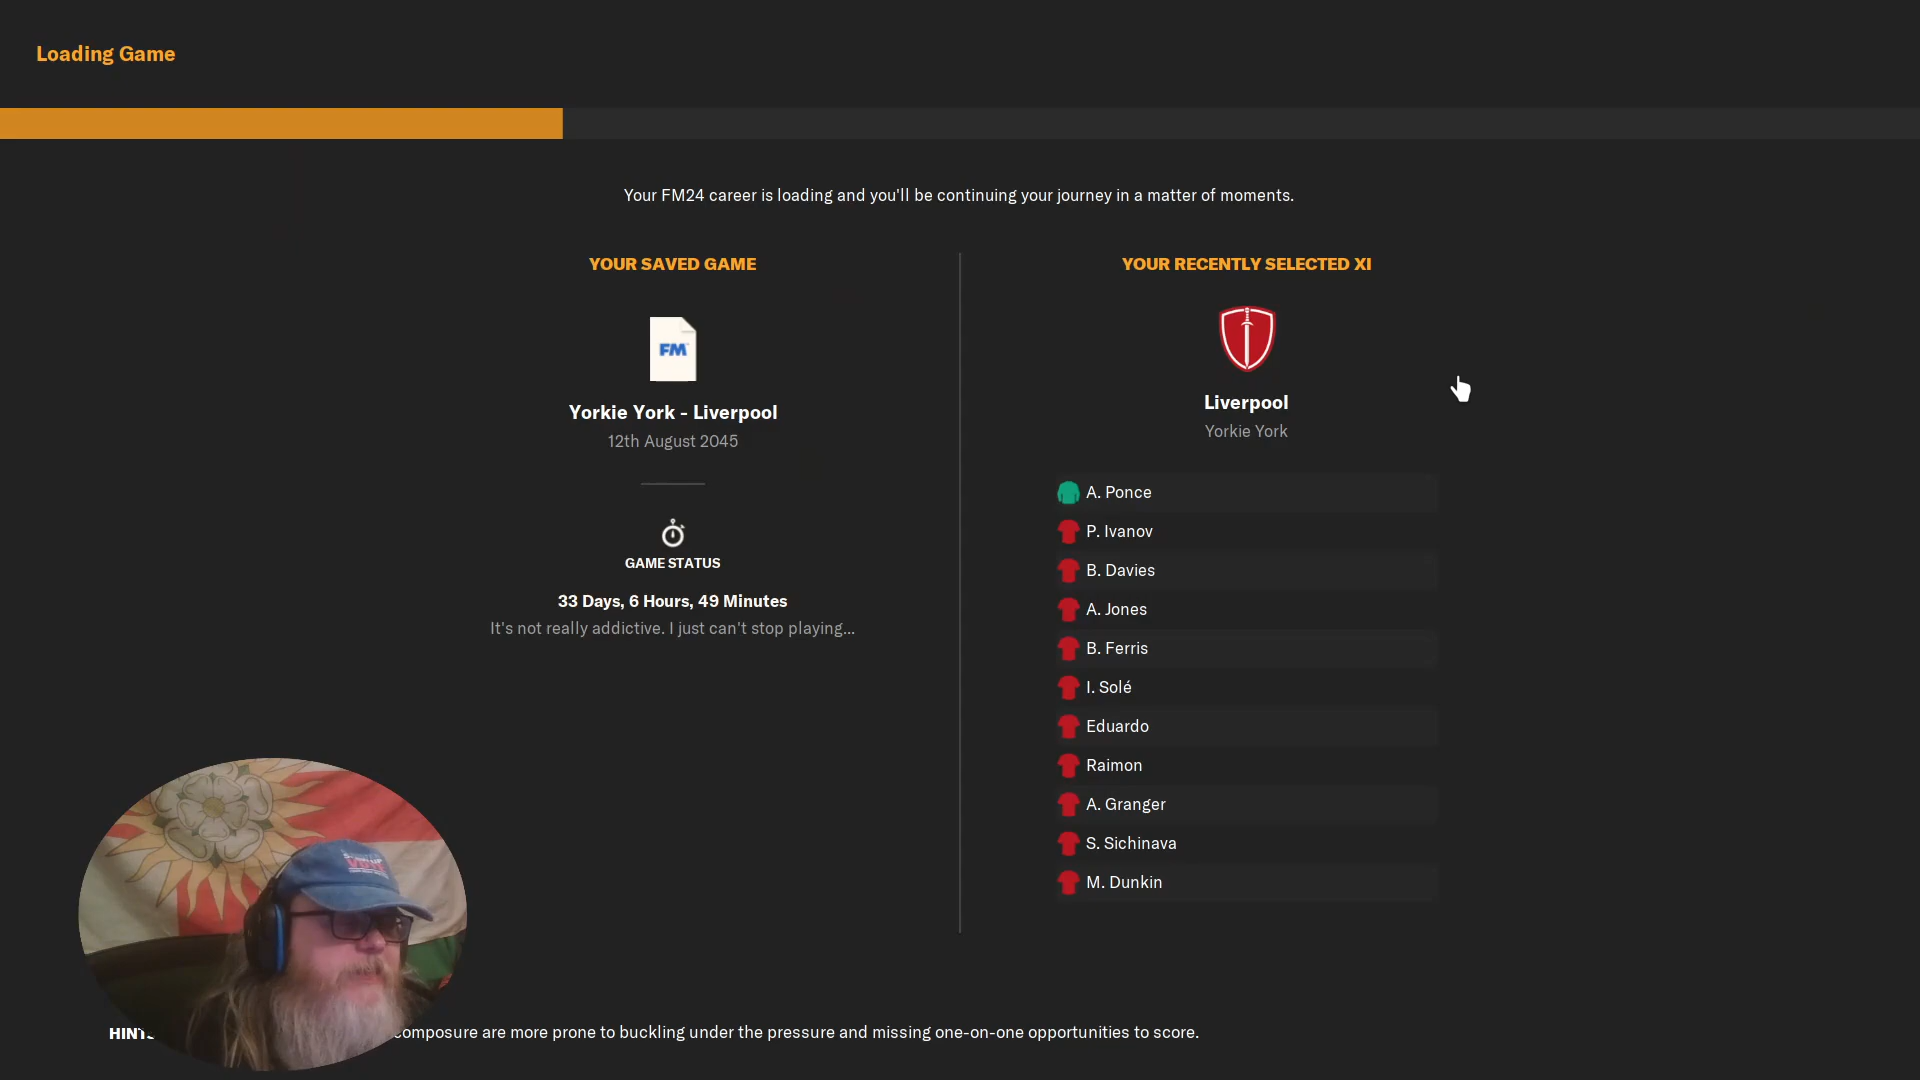 Loading Game
Your FM24 career is loading and you'll be continuing your journey in a matter of moments.
YOUR SAVED GAME
FM
Yorkie York - Liverpool
12th August 2045
GAME STATUS
33 Days, 6 Hours, 49 Minutes
It's not really addictive. I just can't stop playing...
YOUR RECENTLY SELECTED XI
Liverpool
Yorkie York
A. Ponce
P. Ivanov
B. Davies
A. Jones
B. Ferris
I. Solé
Eduardo
Raimon
A. Granger
S. Sichinava
M. Dunkin
VOTE
composure are more prone to buckling under the pressure and missing one-on-one opportunities to score.